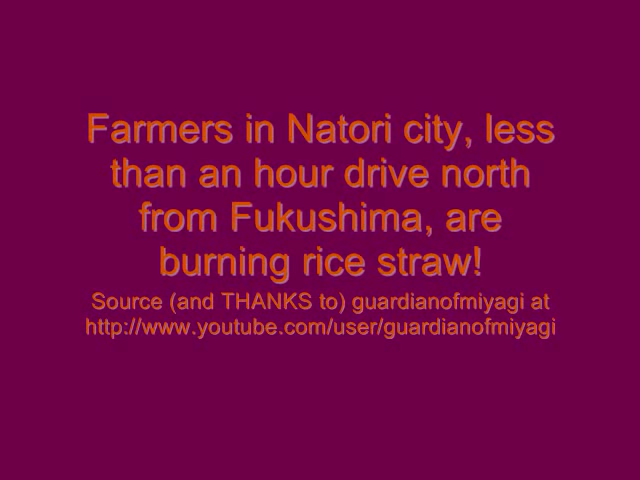 Farmers in Natori city, less
than an hour drive north
from Fukushima, are
burning rice straw!
Source (and THANKS to) guardianofmiyagi at
http://www.youtube.com/user/guardianofmiyagi